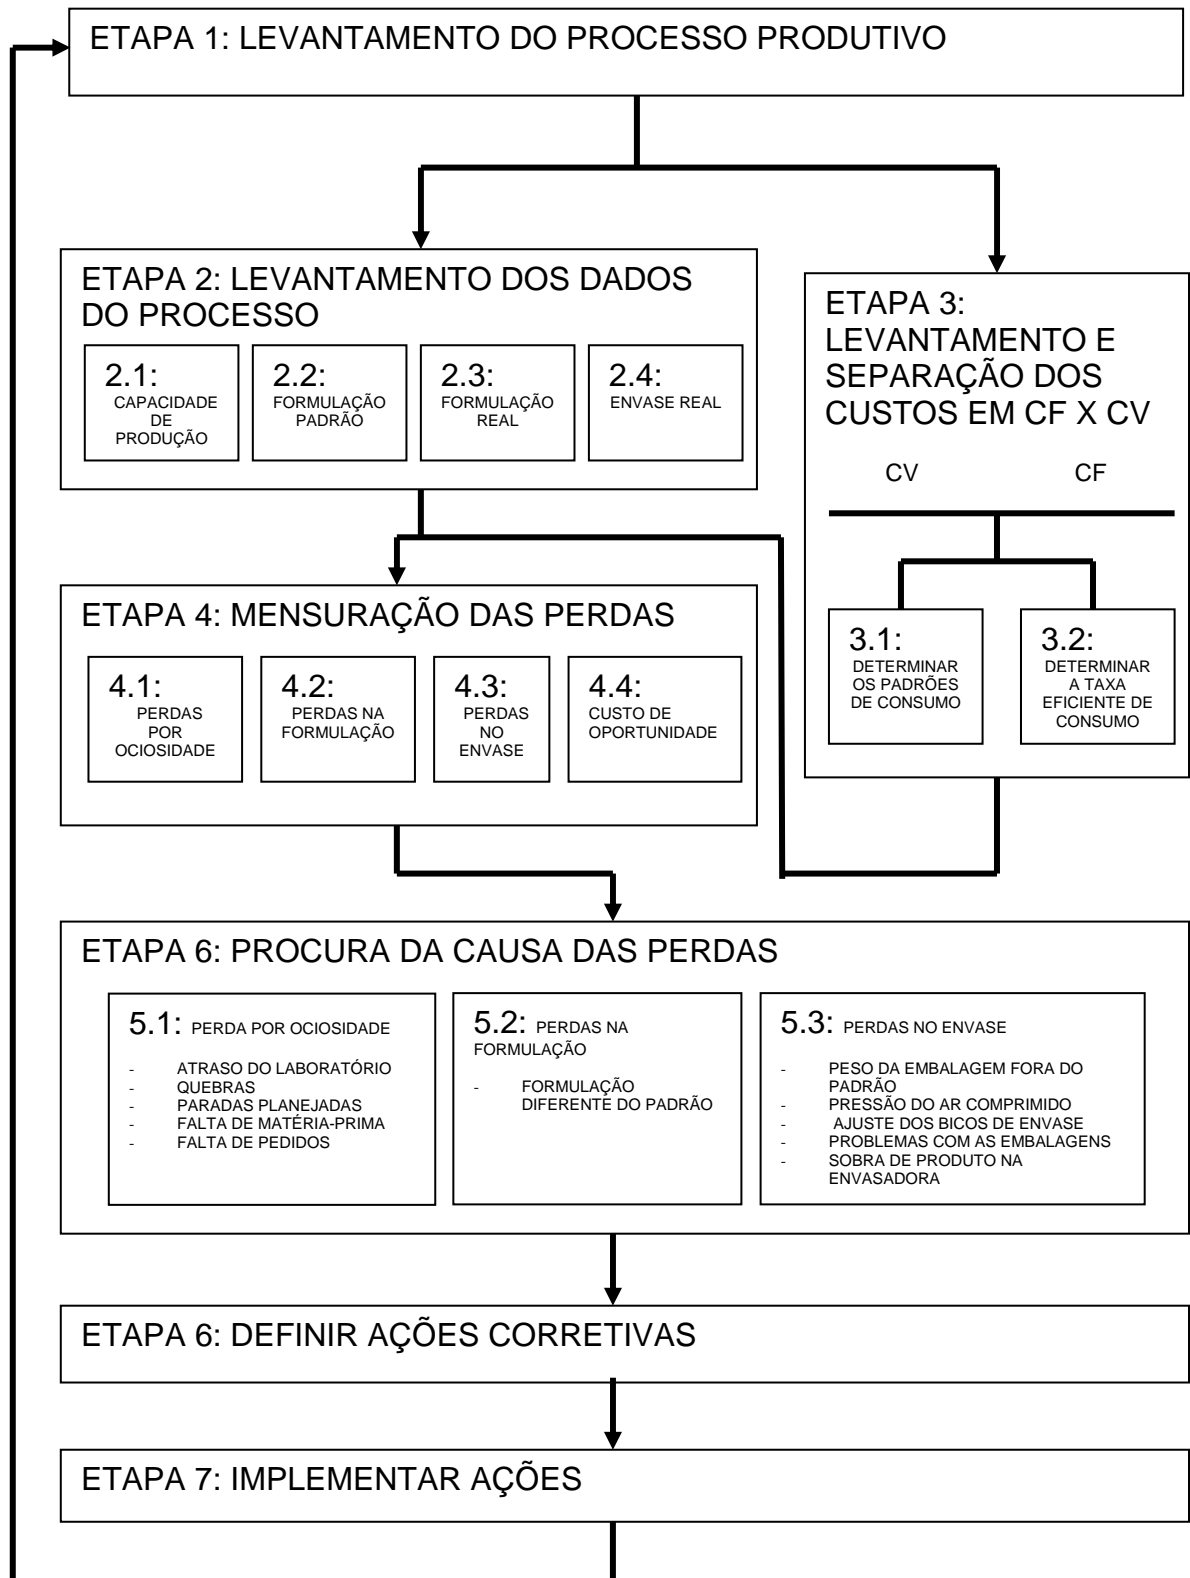 ETAPA 1: LEVANTAMENTO DO PROCESSO PRODUTIVO
ETAPA 2: LEVANTAMENTO DOS DADOS
DO PROCESSO
2.1:
CAPACIDADE
DE
PRODUÇÃO
2.2:
FORMULAÇÃO
PADRÃO
2.3:
FORMULAÇÃO
REAL
2.4:
ENVASE REAL
ETAPA 3:
LEVANTAMENTO E
SEPARAÇÃO DOS
CUSTOS EM CF X CV
CV CF
3.1:
DETERMINAR
OS PADRÕES
DE CONSUMO
3.2:
DETERMINAR
A TAXA
EFICIENTE DE
CONSUMO
ETAPA 4: MENSURAÇÃO DAS PERDAS
4.1:
PERDAS
POR
OCIOSIDADE
4.2:
PERDAS NA
FORMULAÇÃO
4.3:
PERDAS
NO
ENVASE
4.4:
CUSTO DE
OPORTUNIDADE
ETAPA 6: PROCURA DA CAUSA DAS PERDAS
5.1: PERDA POR OCIOSIDADE
- ATRASO DO LABORATÓRIO
- QUEBRAS
- PARADAS PLANEJADAS
- FALTA DE MATÉRIA-PRIMA
- FALTA DE PEDIDOS
5.2: PERDAS NA
FORMULAÇÃO
- FORMULAÇÃO
DIFERENTE DO PADRÃO
5.3: PERDAS NO ENVASE
- PESO DA EMBALAGEM FORA DO
PADRÃO
- PRESSÃO DO AR COMPRIMIDO
- AJUSTE DOS BICOS DE ENVASE
- PROBLEMAS COM AS EMBALAGENS
- SOBRA DE PRODUTO NA
ENVASADORA
ETAPA 6: DEFINIR AÇÕES CORRETIVAS
ETAPA 7: IMPLEMENTAR AÇÕES